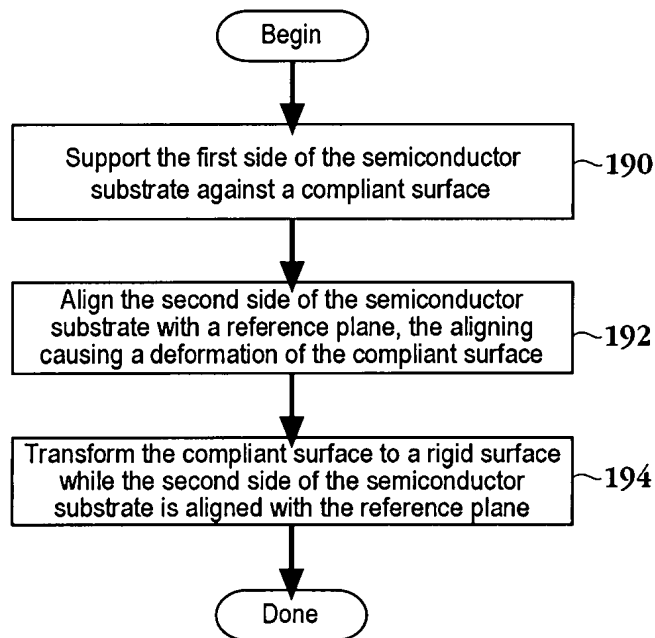 Begin
Support the first side of the semiconductor
substrate against a compliant surface
190
Align the second side of the semiconductor
substrate with a reference plane, the aligning
causing a deformation of the compliant surface
192
Transform the compliant surface to a rigid surface
while the second side of the semiconductor
substrate is aligned with the reference plane
194
Done